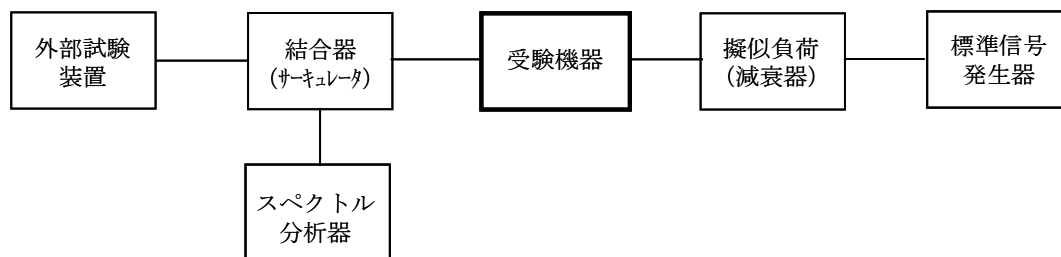 外部試験
装置
結合器
(ｻｰｷｭﾚｰﾀ)
受験機器
擬似負荷
(減衰器)
標準信号
発生器
スペクトル
分析器